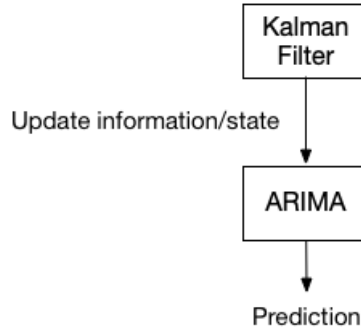 Kalman
Filter
Update information/state
ARIMA
Prediction